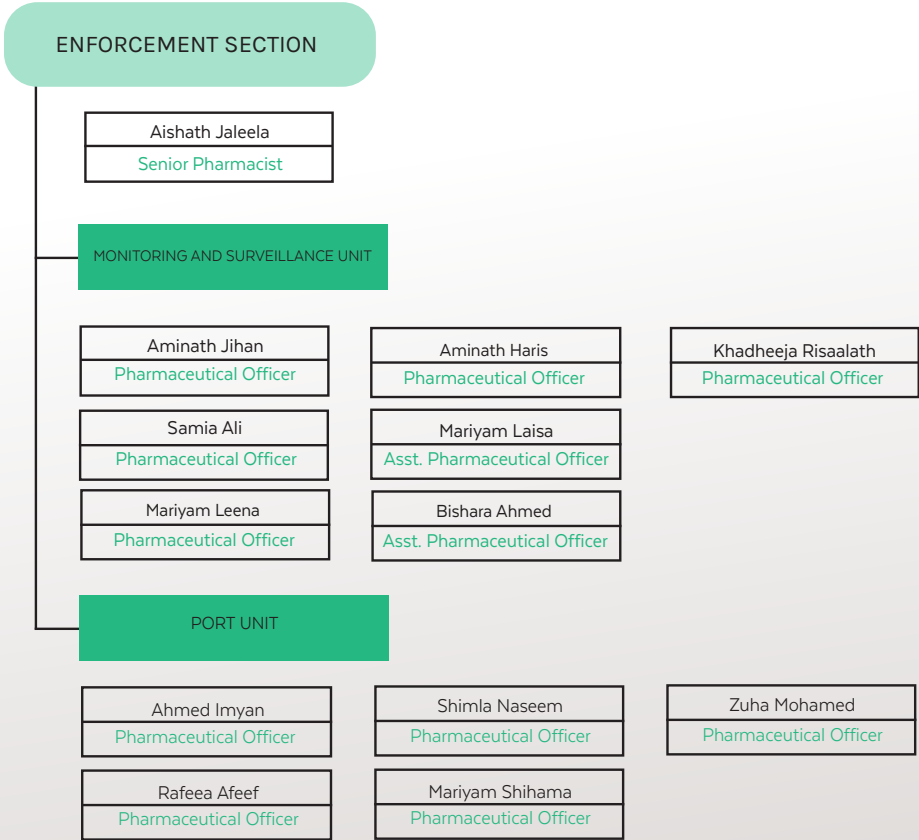 ENFORCEMENT SECTION
Aishath Jaleela
Senior Pharmacist
MONITORING AND SURVEILLANCE UNIT
Aminath Jihan
Pharmaceutical Officer
Aminath Haris
Pharmaceutical Officer
Khadheeja Risaalath
Pharmaceutical Officer
Samia Ali
Pharmaceutical Officer
Mariyam Laisa
Asst. Pharmaceutical Officer
Mariyam Leena
Pharmaceutical Officer
Bishara Ahmed
Asst. Pharmaceutical Officer
PORT UNIT
Ahmed Imyan
Pharmaceutical Officer
Shimla Naseem
Pharmaceutical Officer
Zuha Mohamed
Pharmaceutical Officer
Rafeea Afeef
Pharmaceutical Officer
Mariyam Shihama
Pharmaceutical Officer